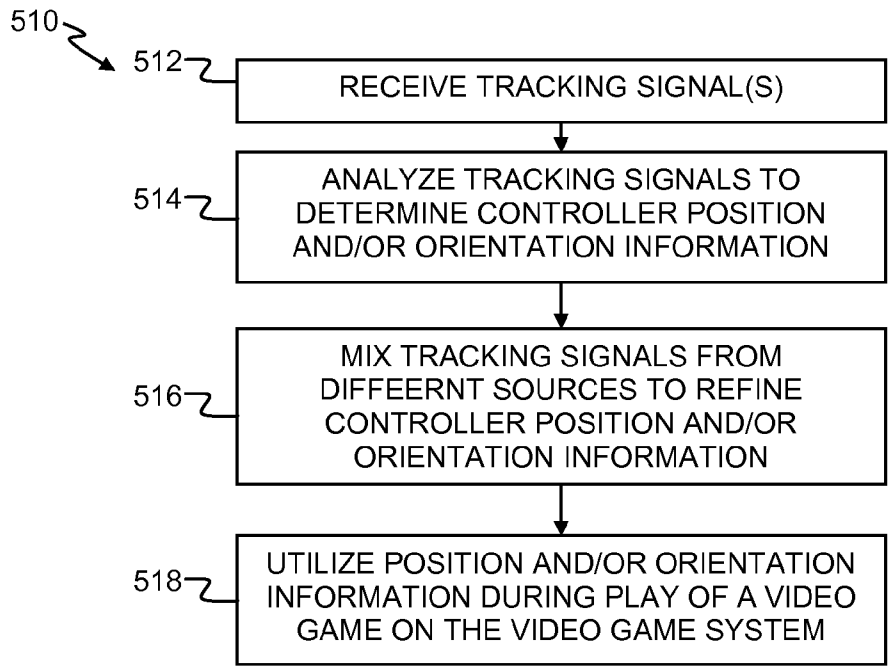 510
512
RECEIVE TRACKING SIGNAL(S)
514
ANALYZE TRACKING SIGNALS TO
DETERMINE CONTROLLER POSITION
AND/OR ORIENTATION INFORMATION
516
MIX TRACKING SIGNALS FROM
DIFFEERNT SOURCES TO REFINE
CONTROLLER POSITION AND/OR
ORIENTATION INFORMATION
518
UTILIZE POSITION AND/OR ORIENTATION
INFORMATION DURING PLAY OF A VIDEO
GAME ON THE VIDEO GAME SYSTEM